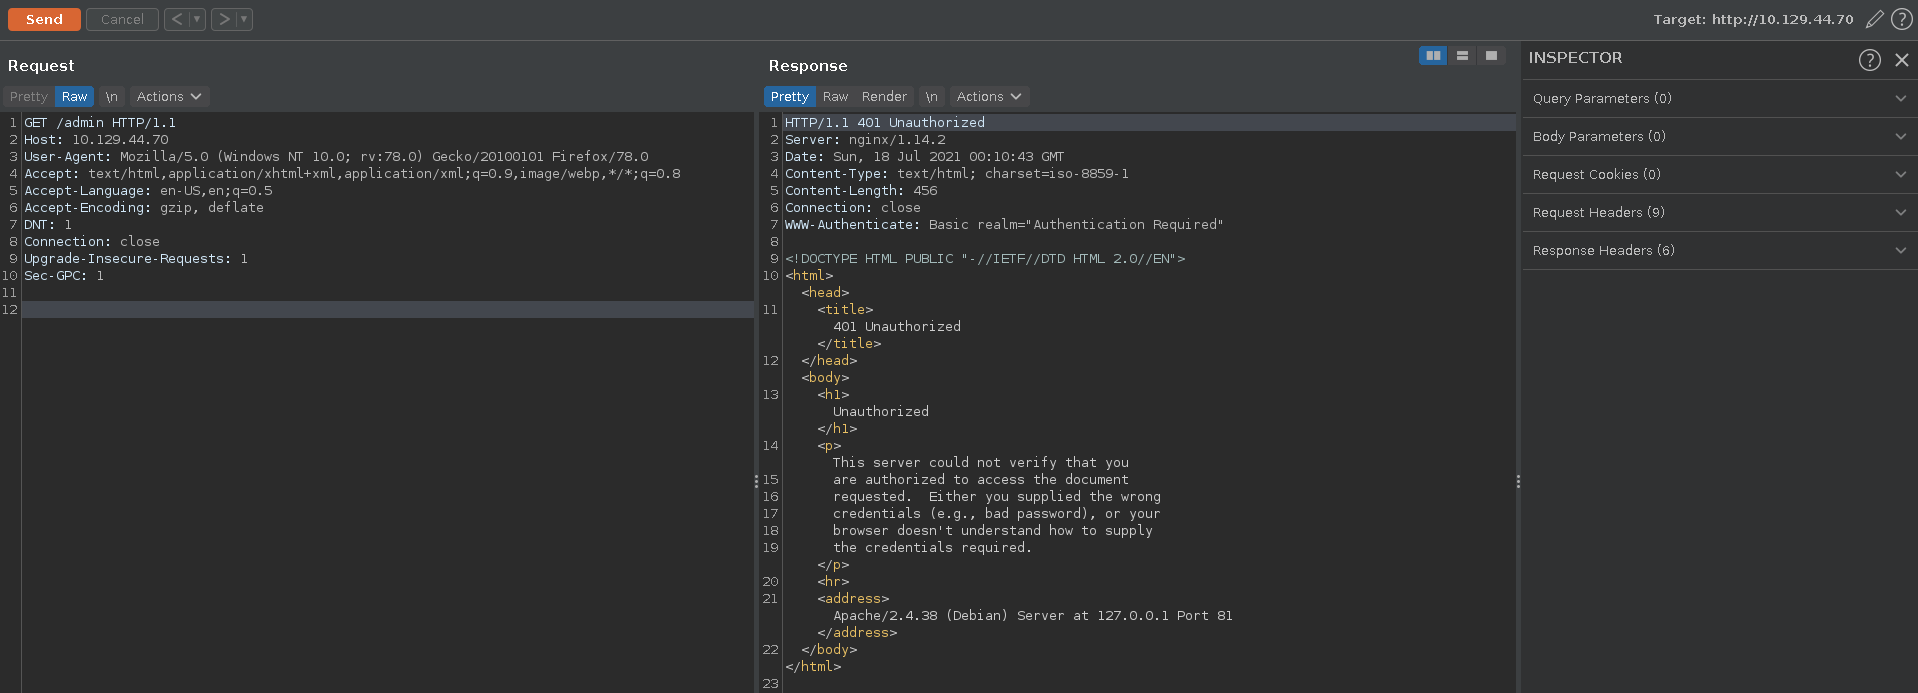 Send Cancel < > Target: http://10.129.44.70 ?
Request
Pretty Raw \n Actions
1 GET /admin HTTP/1.1
2 Host: 10.129.44.70
3 User-Agent: Mozilla/5.0 (Windows NT 10.0; rv:78.0) Gecko/20100101 Firefox/78.0
4 Accept: text/html,application/xhtml+xml,application/xml;q=0.9,image/webp,*/*;q=0.8
5 Accept-Language: en-US,en;q=0.5
6 Accept-Encoding: gzip, deflate
7 DNT: 1
8 Connection: close
9 Upgrade-Insecure-Requests: 1
10 Sec-GPC: 1
11
12
Response
Pretty Raw Render \n Actions
1 HTTP/1.1 401 Unauthorized
2 Server: nginx/1.14.2
3 Date: Sun, 18 Jul 2021 00:10:43 GMT
4 Content-Type: text/html; charset=iso-8859-1
5 Content-Length: 456
6 Connection: close
7 WWW-Authenticate: Basic realm="Authentication Required"
8
9 <!DOCTYPE HTML PUBLIC "-//IETF//DTD HTML 2.0//EN">
10 <html>
<head>
11 <title>
401 Unauthorized
</title>
12 </head>
<body>
13 <h1>
Unauthorized
</h1>
14 <p>
This server could not verify that you
15 are authorized to access the document
16 requested.  Either you supplied the wrong
17 credentials (e.g., bad password), or your
18 browser doesn't understand how to supply
19 the credentials required.
</p>
20 <hr>
21 <address>
Apache/2.4.38 (Debian) Server at 127.0.0.1 Port 81
</address>
22 </body>
</html>
23
INSPECTOR ?
Query Parameters (0)
Body Parameters (0)
Request Cookies (0)
Request Headers (9)
Response Headers (6)